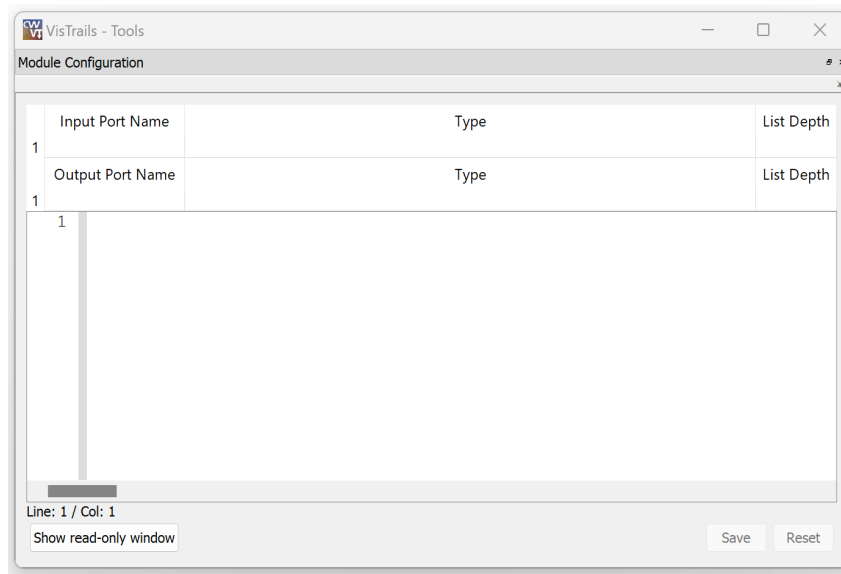 VisTrails - Tools
Module Configuration
Input Port Name Type List Depth
1
Output Port Name Type List Depth
1
1
Line: 1 / Col: 1
Show read-only window Save Reset